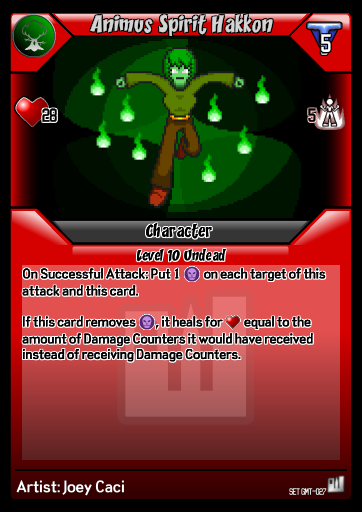 Animus Spirit Hakkon
5
28
5
Character
Level 10 Undead
On Successful Attack: Put 1 on each target of this
attack and this card.
If this card removes , it heals for equal to the
amount of Damage Counters it would have received
instead of receiving Damage Counters.
Artist: Joey Caci
SET GMT-027